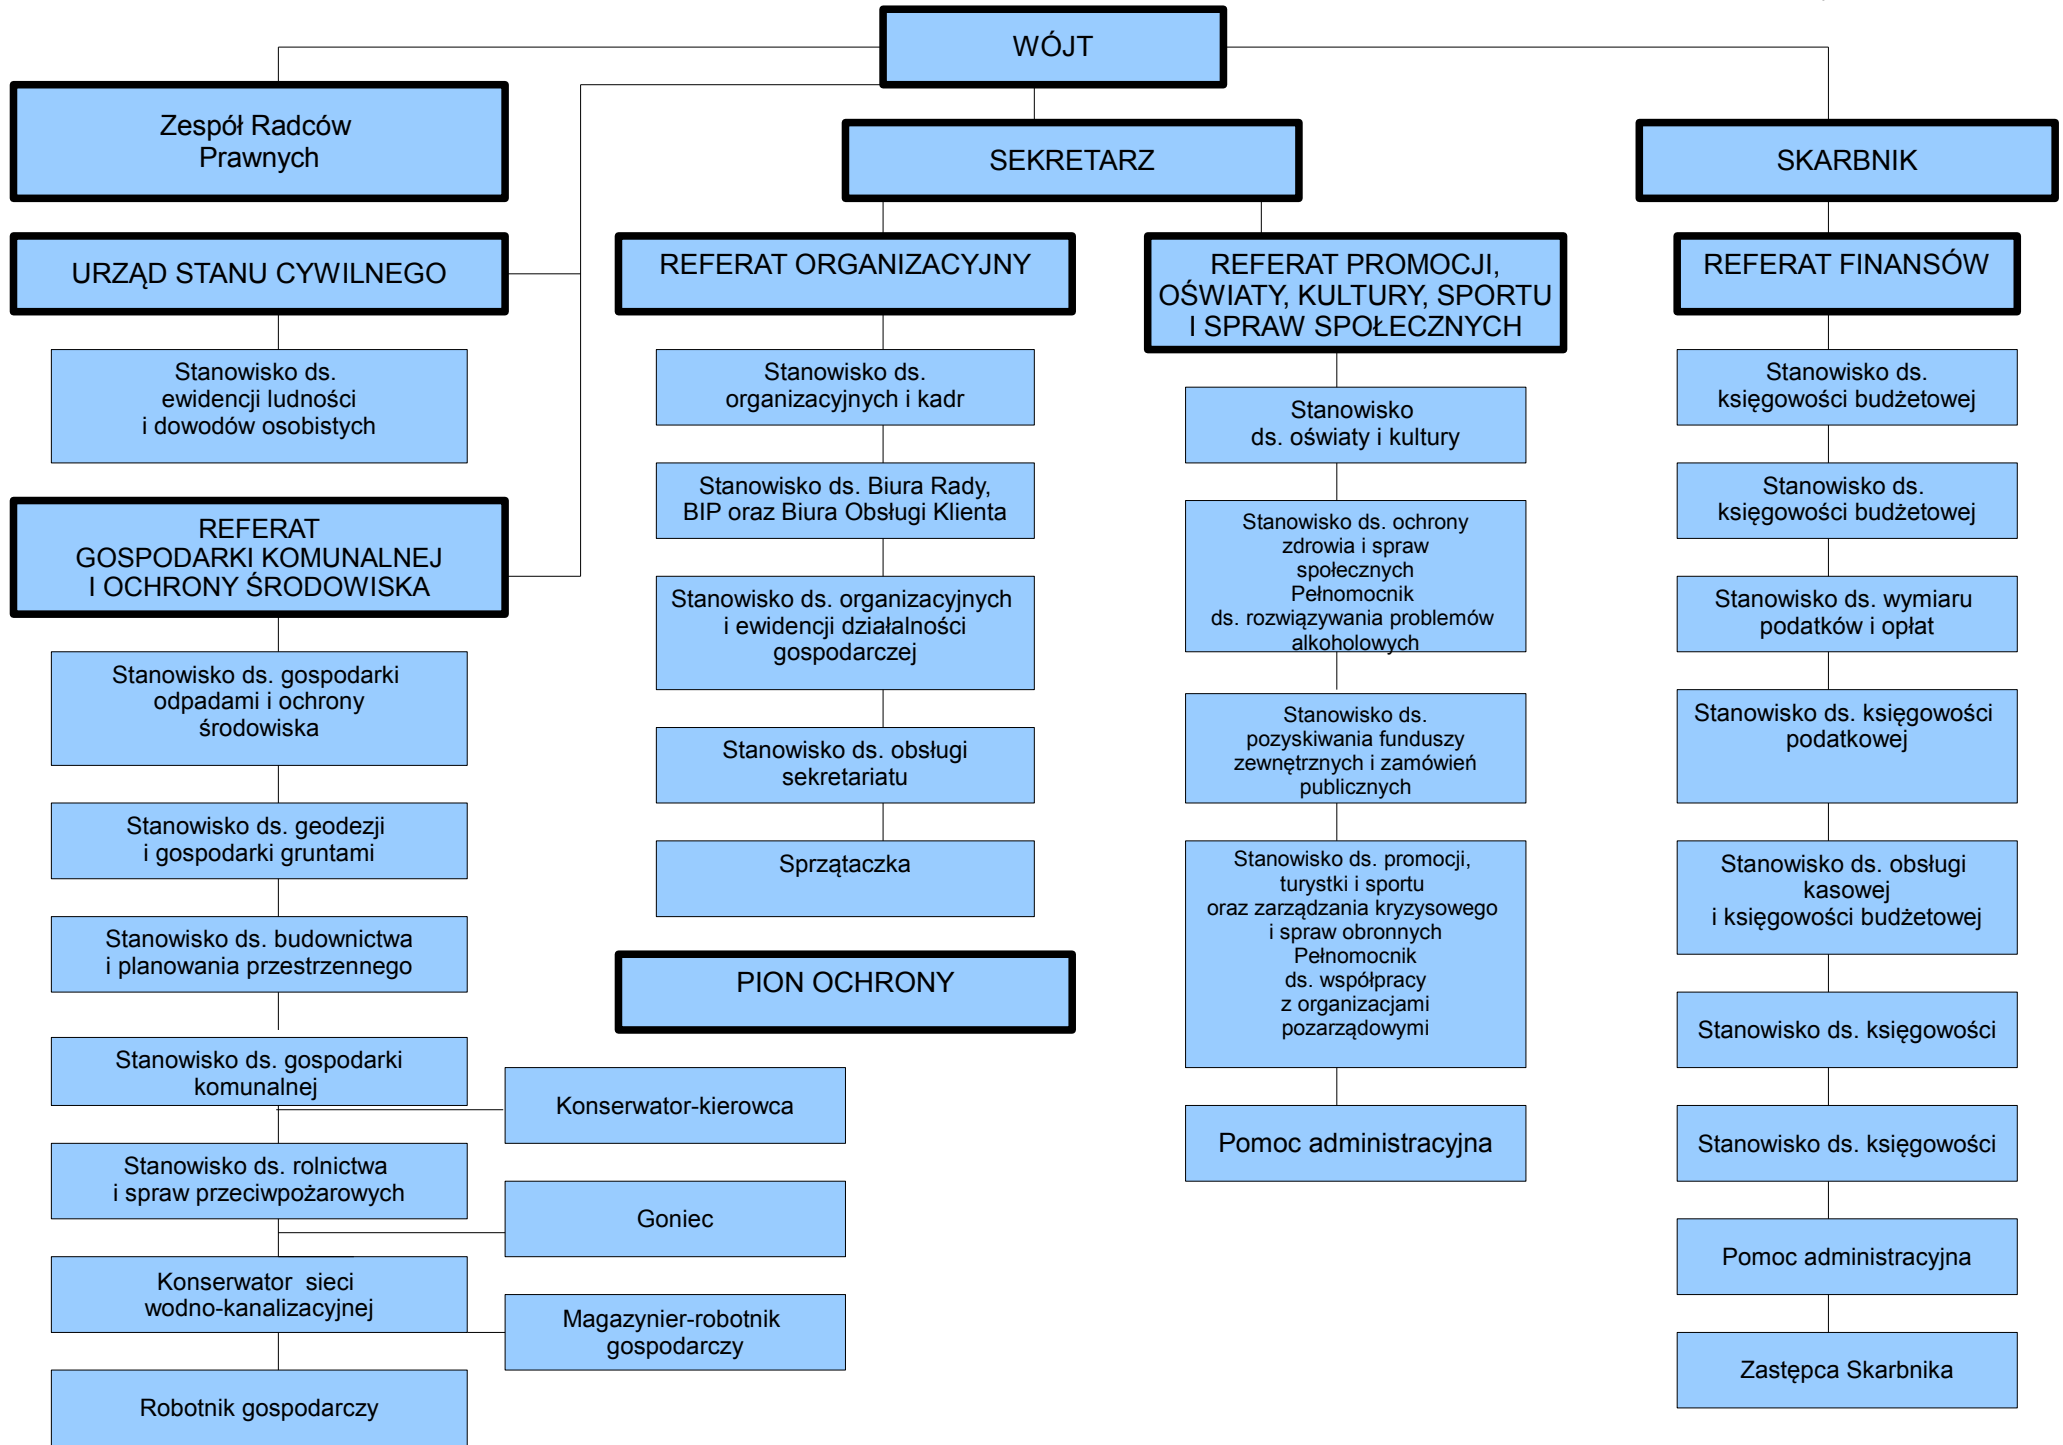 WÓJT
Zespół Radców
Prawnych
SEKRETARZ
SKARBNIK
URZĄD STANU CYWILNEGO
Stanowisko ds.
ewidencji ludności
i dowodów osobistych
REFERAT
GOSPODARKI KOMUNALNEJ
I OCHRONY ŚRODOWISKA
Stanowisko ds. gospodarki
odpadami i ochrony
środowiska
Stanowisko ds. geodezji
i gospodarki gruntami
Stanowisko ds. budownictwa
i planowania przestrzennego
Stanowisko ds. gospodarki
komunalnej
Stanowisko ds. rolnictwa
i spraw przeciwpożarowych
Konserwator sieci
wodno-kanalizacyjnej
Robotnik gospodarczy
Konserwator-kierowca
Goniec
Magazynier-robotnik
gospodarczy
REFERAT ORGANIZACYJNY
Stanowisko ds.
organizacyjnych i kadr
Stanowisko ds. Biura Rady,
BIP oraz Biura Obsługi Klienta
Stanowisko ds. organizacyjnych
i ewidencji działalności
gospodarczej
Stanowisko ds. obsługi
sekretariatu
Sprzątaczka
PION OCHRONY
REFERAT PROMOCJI,
OŚWIATY, KULTURY, SPORTU
I SPRAW SPOŁECZNYCH
Stanowisko
ds. oświaty i kultury
Stanowisko ds. ochrony
zdrowia i spraw
społecznych
Pełnomocnik
ds. rozwiązywania problemów
alkoholowych
Stanowisko ds.
pozyskiwania funduszy
zewnętrznych i zamówień
publicznych
Stanowisko ds. promocji,
turystki i sportu
oraz zarządzania kryzysowego
i spraw obronnych
Pełnomocnik
ds. współpracy
z organizacjami
pozarządowymi
Pomoc administracyjna
REFERAT FINANSÓW
Stanowisko ds.
księgowości budżetowej
Stanowisko ds.
księgowości budżetowej
Stanowisko ds. wymiaru
podatków i opłat
Stanowisko ds. księgowości
podatkowej
Stanowisko ds. obsługi
kasowej
i księgowości budżetowej
Stanowisko ds. księgowości
Stanowisko ds. księgowości
Pomoc administracyjna
Zastępca Skarbnika